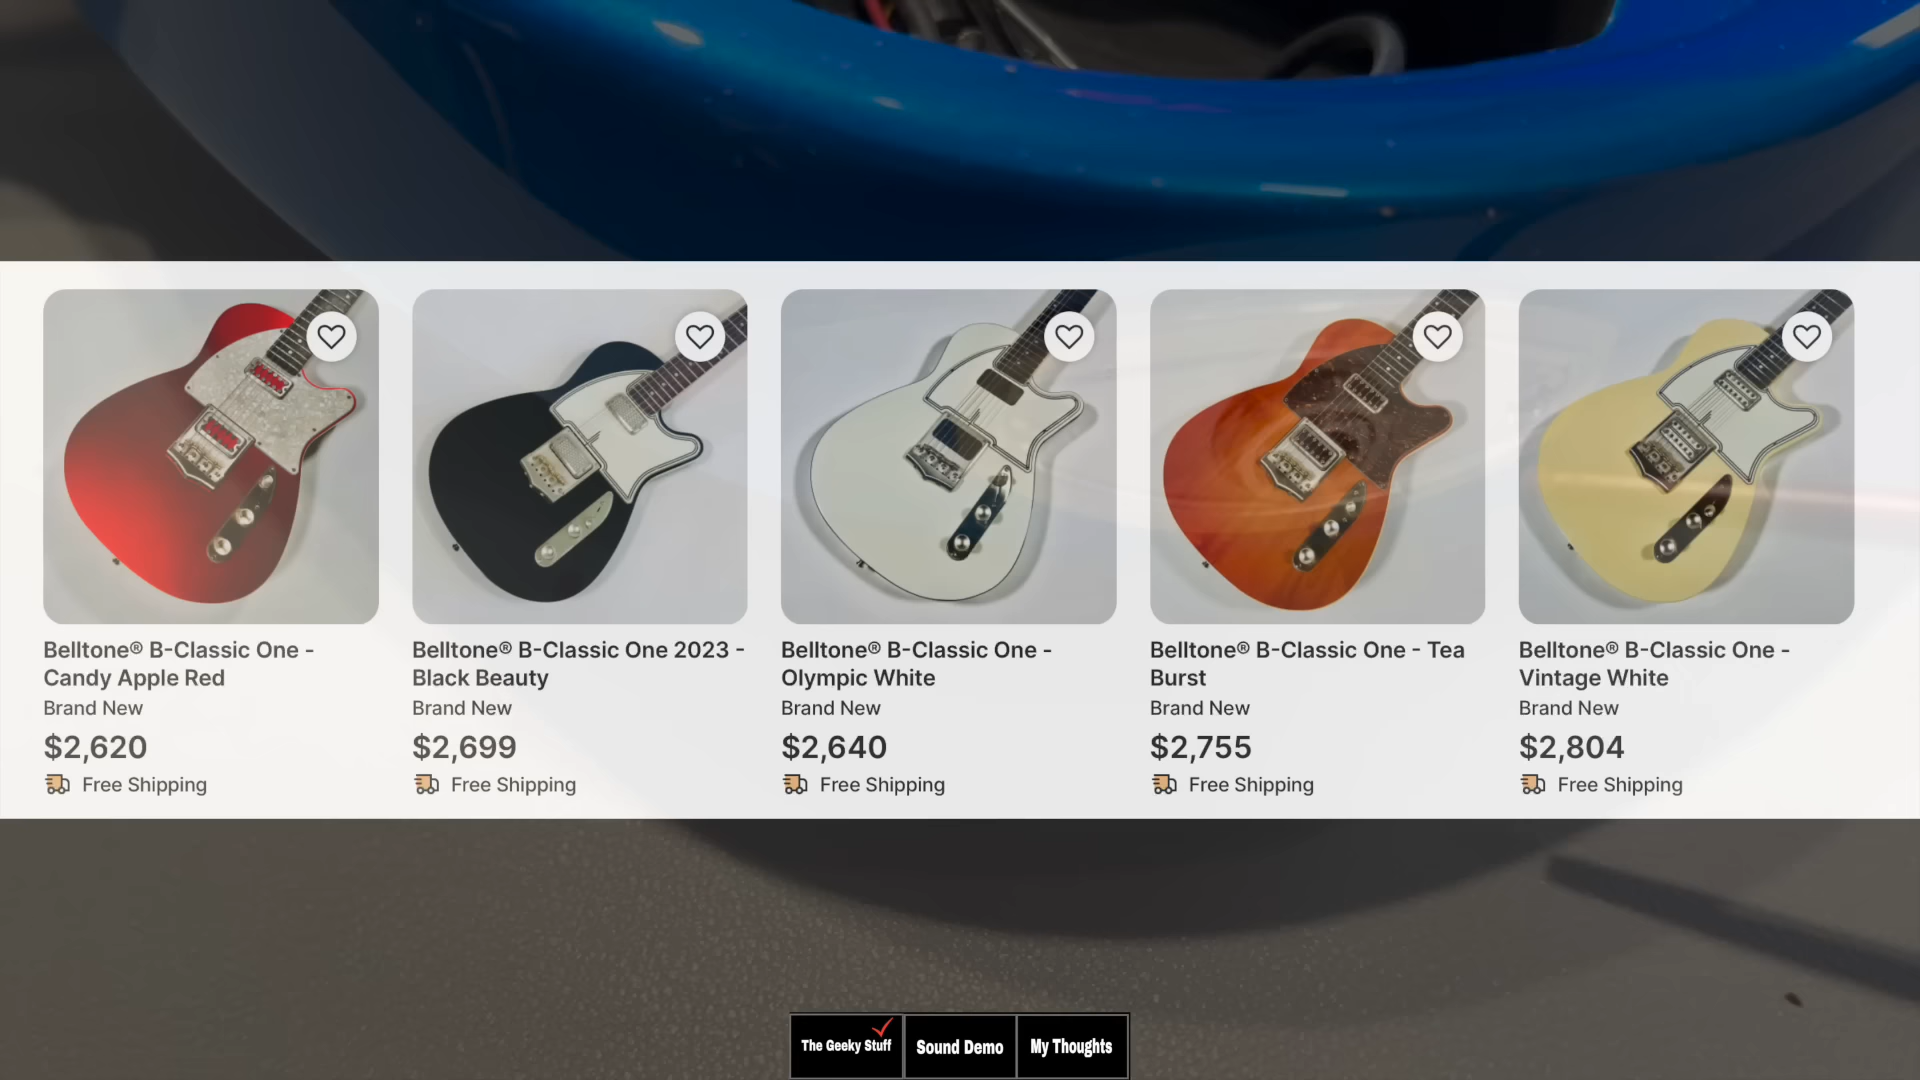 Belltone® B-Classic One -
Candy Apple Red
Brand New
$2,620
Free Shipping
Belltone® B-Classic One 2023 -
Black Beauty
Brand New
$2,699
Free Shipping
Belltone® B-Classic One -
Olympic White
Brand New
$2,640
Free Shipping
Belltone® B-Classic One - Tea
Burst
Brand New
$2,755
Free Shipping
Belltone® B-Classic One -
Vintage White
Brand New
$2,804
Free Shipping
The Geeky Stuff
Sound Demo
My Thoughts